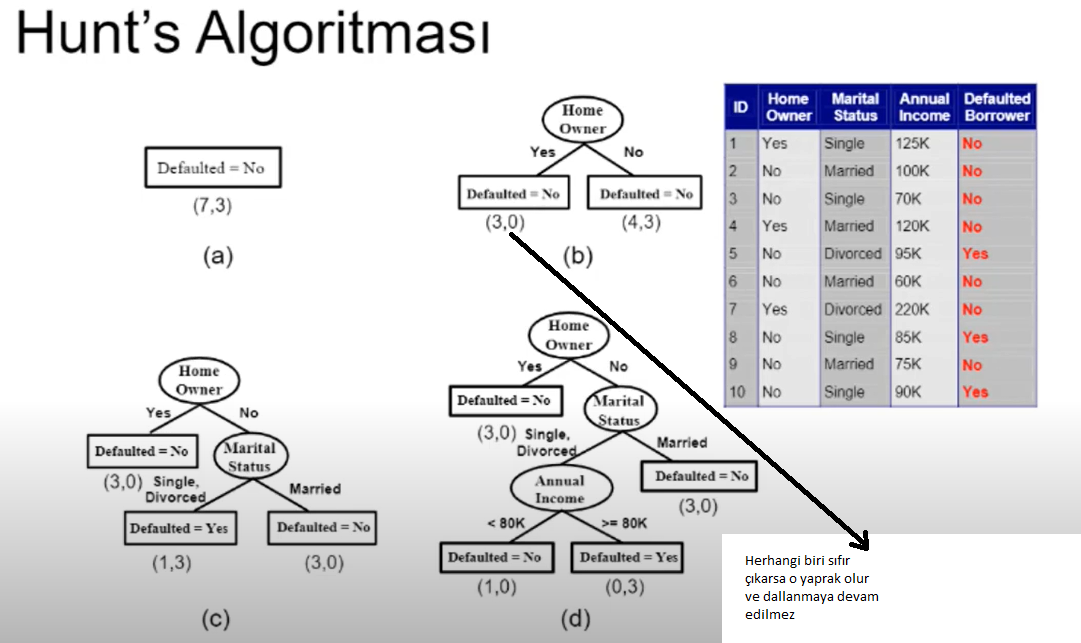 Hunt's Algoritması
Defaulted = No
(7,3)
(a)
Home
Owner
Yes
No
Defaulted = No
Defaulted = No
(3,0)
(4,3)
(b)
ID Home Owner Marital Status Annual Income Defaulted Borrower
1 Yes Single 125K No
2 No Married 100K No
3 No Single 70K No
4 Yes Married 120K No
5 No Divorced 95K Yes
6 No Married 60K No
7 Yes Divorced 220K No
8 No Single 85K Yes
9 No Married 75K No
10 No Single 90K Yes
Home
Owner
Yes
No
Defaulted = No
Marital
Status
(3,0)
Single,
Divorced
Married
Defaulted = Yes
Defaulted = No
(1,3)
(3,0)
(c)
Home
Owner
Yes
No
Defaulted = No
Marital
Status
(3,0)
Single,
Divorced
Married
Annual
Income
Defaulted = No
(3,0)
< 80K
>= 80K
Defaulted = No
Defaulted = Yes
(1,0)
(0,3)
(d)
Herhangi biri sıfır
çıkarsa o yaprak olur
ve dallanmaya devam
edilmez